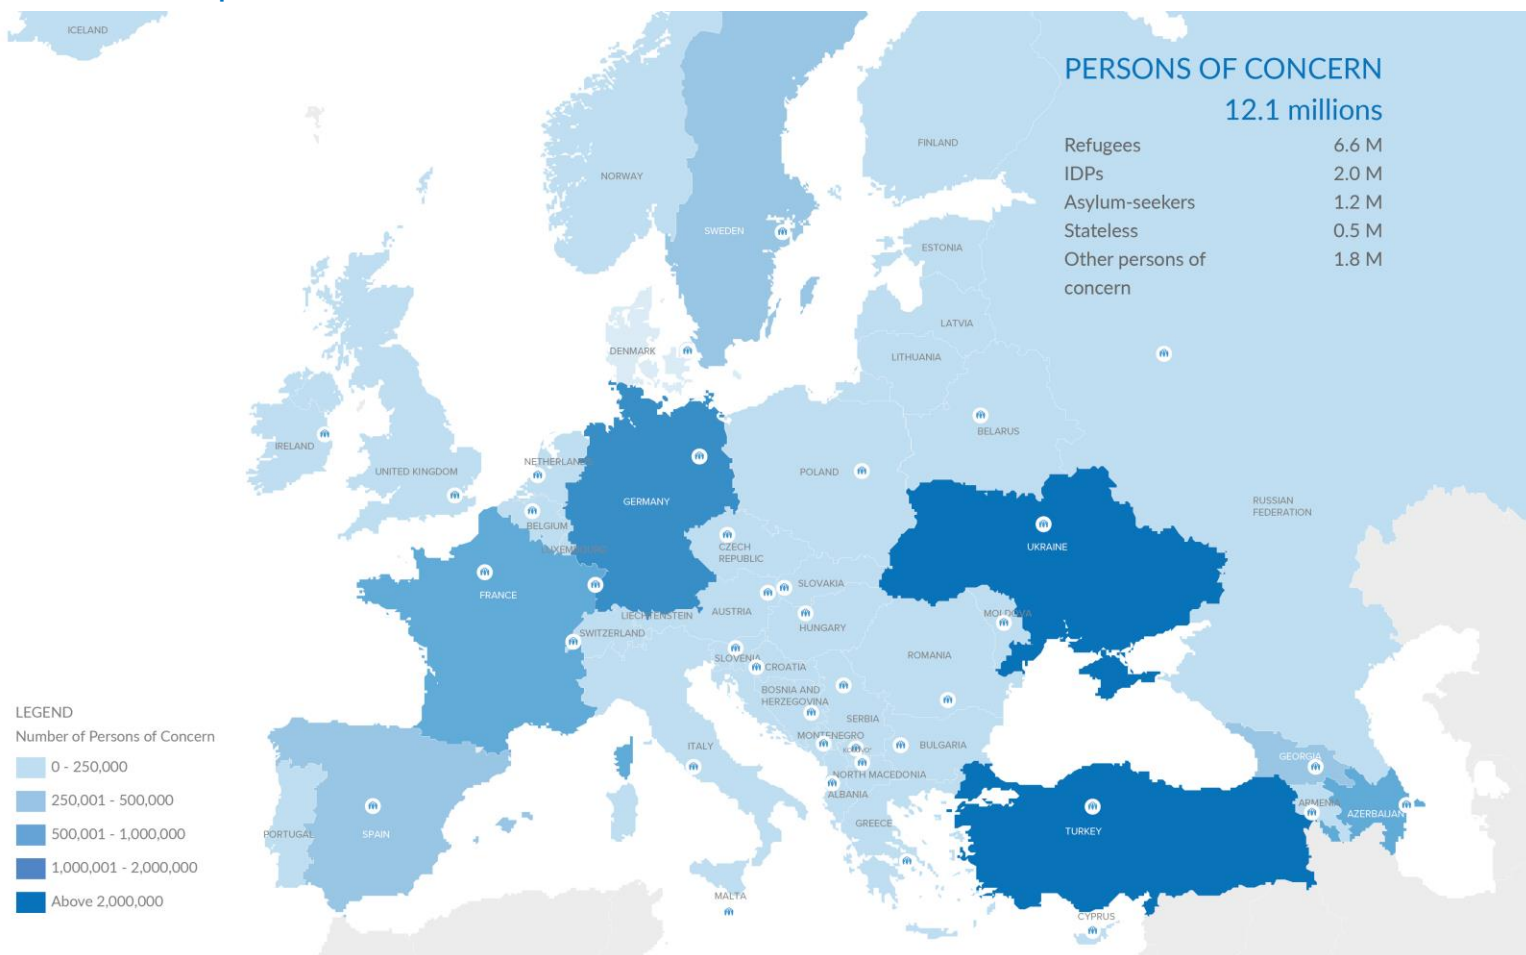 ICELAND
PERSONS OF CONCERN
12.1 millions
Refugees 6.6 M
IDPs 2.0 M
Asylum-seekers 1.2 M
Stateless 0.5 M
Other persons of 1.8 M
concern
FINLAND
NORWAY
SWEDEN
ESTONIA
LATVIA
DENMARK
LITHUANIA
BELARUS
IRELAND
NETHERLANDS
UNITED KINGDOM
POLAND
GERMANY
RUSSIAN
FEDERATION
BELGIUM
LUXEMBOURG
CZECH
REPUBLIC
UKRAINE
SLOVAKIA
FRANCE
AUSTRIA
LIECHTENSTEIN
MOLDOVA
HUNGARY
SWITZERLAND
SLOVENIA
CROATIA
ROMANIA
BOSNIA AND
HERZEGOVINA
SERBIA
MONTENEGRO
ITALY
BULGARIA
NORTH MACEDONIA
ALBANIA
GREECE
GEORGIA
ARMENIA
AZERBAIJAN
PORTUGAL
SPAIN
TURKEY
MALTA
CYPRUS
LEGEND
Number of Persons of Concern
0 - 250,000
250,001 - 500,000
500,001 - 1,000,000
1,000,001 - 2,000,000
Above 2,000,000